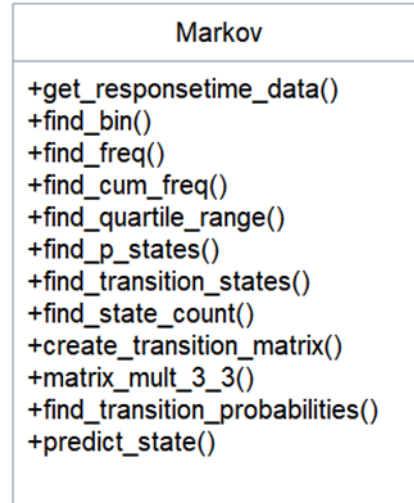 Markov
+get_responsetime_data()
+find_bin()
+find_freq()
+find_cum_freq()
+find_quartile_range()
+find_p_states()
+find_transition_states()
+find_state_count()
+create_transition_matrix()
+matrix_mult_3_3()
+find_transition_probabilities()
+predict_state()